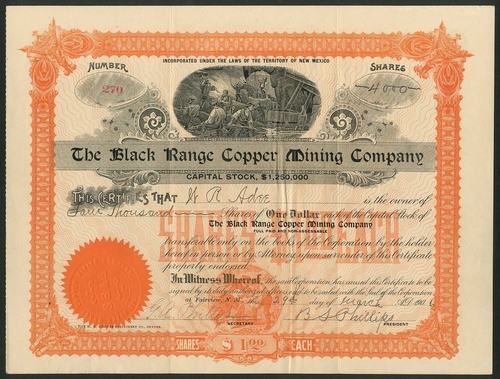 INCORPORATED UNDER THE LAWS OF THE TERRITORY OF NEW MEXICO
NUMBER
SHARES
270
4000
The Black Range Copper Mining Company
CAPITAL STOCK, $1,250,000
THIS CERTIFIES THAT W R Adee is the owner of
Four Thousand Shares of One Dollar each of the Capital Stock of
The Black Range Copper Mining Company
FULL PAID AND NON-ASSESSABLE
transferable only on the books of the Corporation by the holder
hereof in person or by Attorney upon surrender of this Certificate
properly endorsed.
In Witness Whereof, the said Corporation has caused this Certificate to be
signed by its duly authorized officers and to be sealed with the Seal of the Corporation
at Fairview, N.M., this 29th day of
B S Phillips
SECRETARY
PRESIDENT
SHARES $1.00 EACH